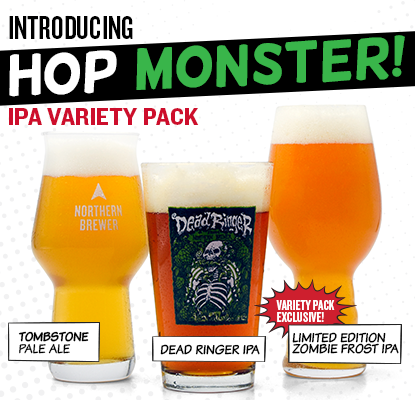 INTRODUCING
HOP MONSTER!
IPA VARIETY PACK
NORTHERN
BREWER
Dead Ringer
VARIETY PACK
EXCLUSIVE!
TOMBSTONE
PALE ALE
DEAD RINGER IPA
LIMITED EDITION
ZOMBIE FROST IPA